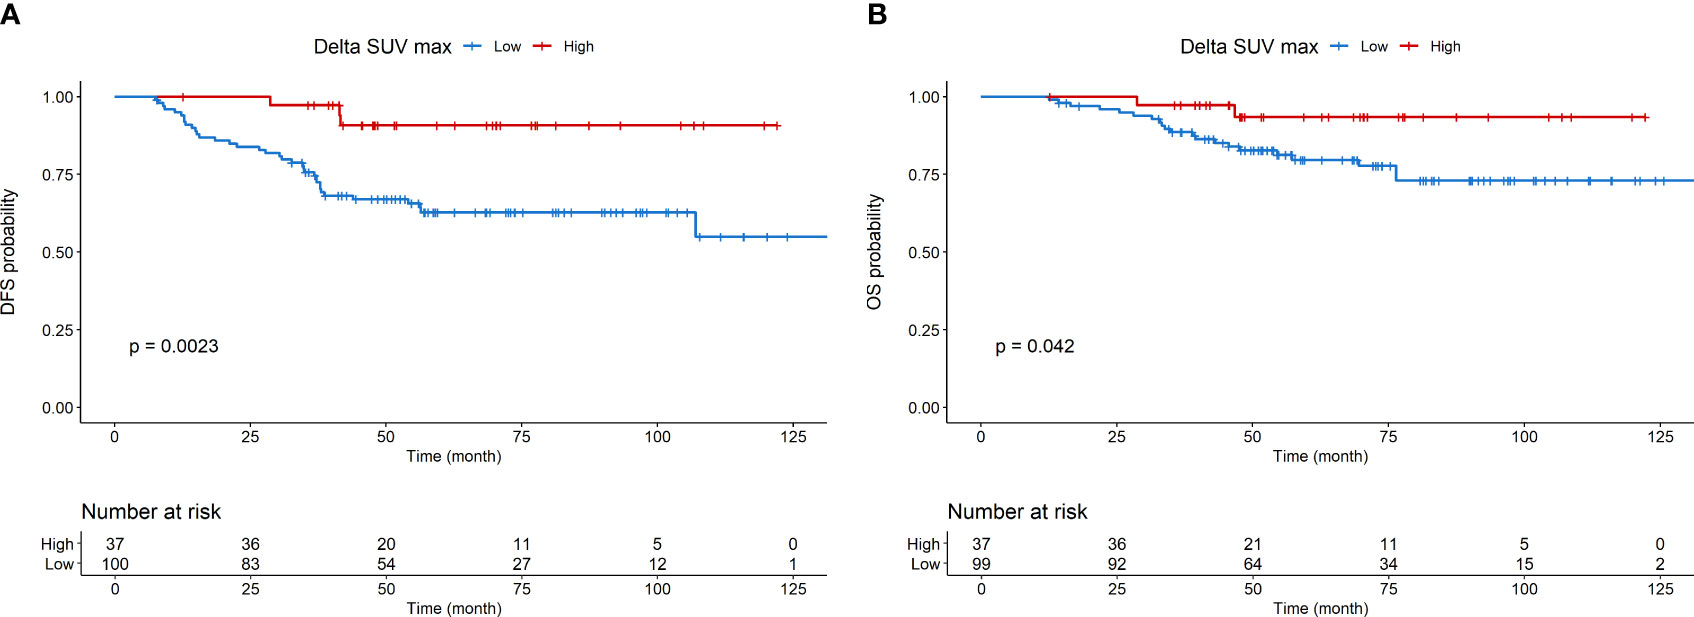 A
Delta SUV max Low High
1.00
0.75
0.50
0.25
0.00
DFS probability
p = 0.0023
0 25 50 75 100 125
Time (month)
Number at risk
High 37 36 20 11 5 0
Low 100 83 54 27 12 1
0 25 50 75 100 125
Time (month)
B
Delta SUV max Low High
1.00
0.75
0.50
0.25
0.00
OS probability
p = 0.042
0 25 50 75 100 125
Time (month)
Number at risk
High 37 36 21 11 5 0
Low 99 92 64 34 15 2
0 25 50 75 100 125
Time (month)